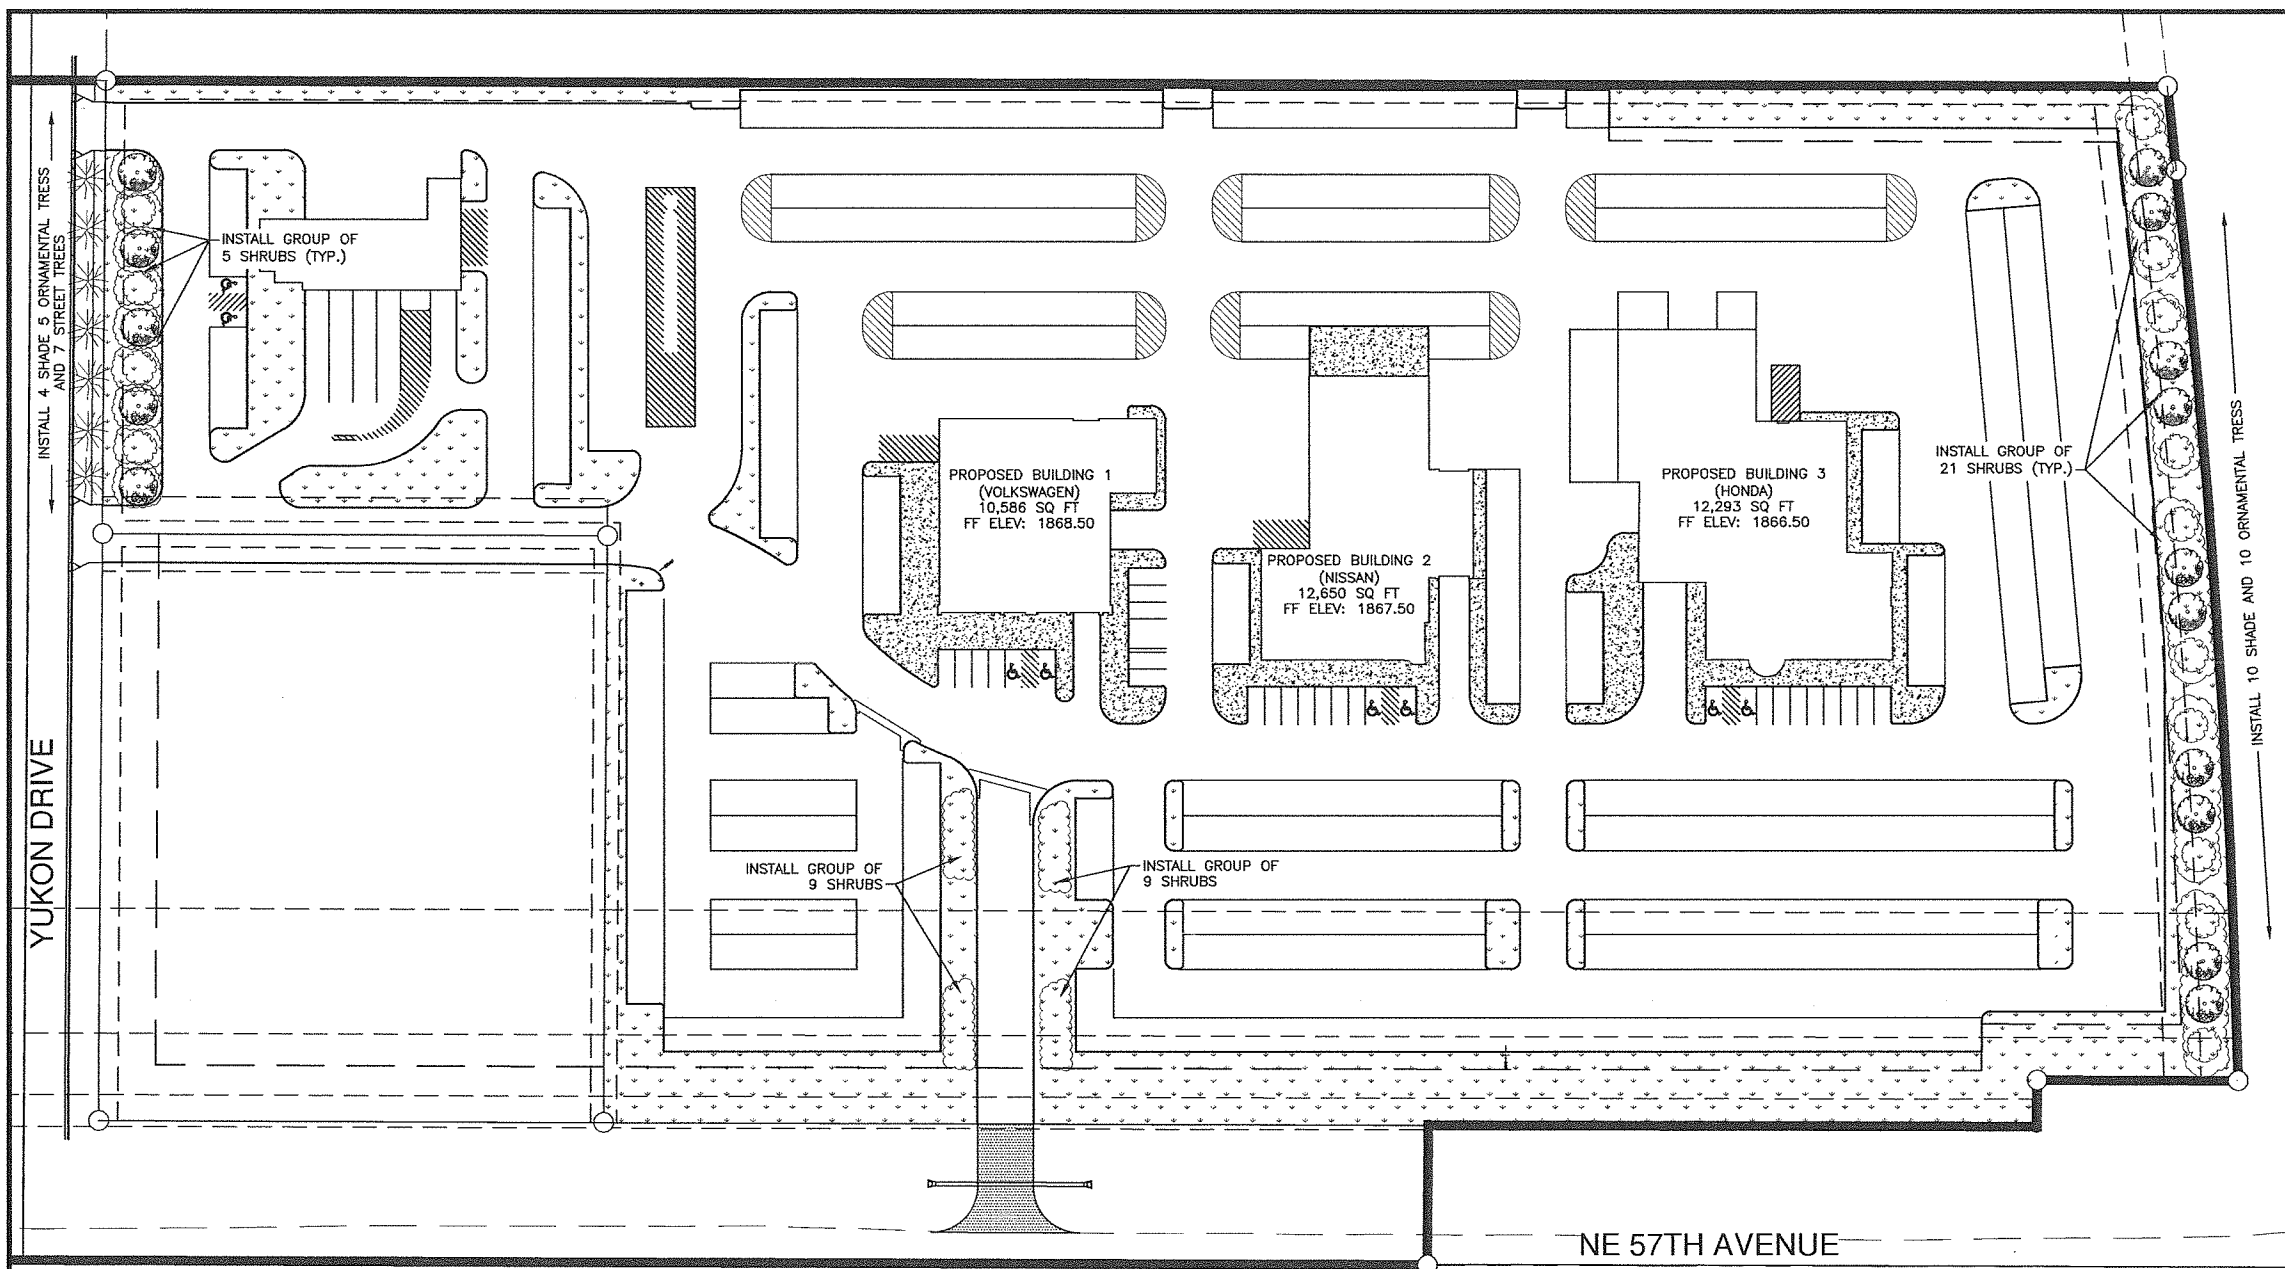 INSTALL 4 SHADE 5 ORNAMENTAL TRESS
AND 7 STREET TREES
INSTALL GROUP OF
5 SHRUBS (TYP.)
PROPOSED BUILDING 1
(VOLKSWAGEN)
10,586 SQ FT
FF ELEV: 1868.50
PROPOSED BUILDING 2
(NISSAN)
12,650 SQ FT
FF ELEV: 1867.50
PROPOSED BUILDING 3
(HONDA)
12,293 SQ FT
FF ELEV: 1866.50
INSTALL GROUP OF
21 SHRUBS (TYP.)
INSTALL 10 SHADE AND 10 ORNAMENTAL TRESS
YUKON DRIVE
INSTALL GROUP OF
9 SHRUBS
INSTALL GROUP OF
9 SHRUBS
NE 57TH AVENUE